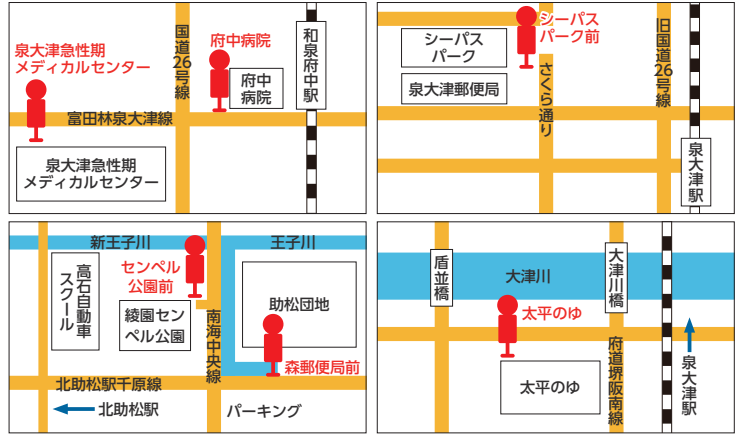 泉大津急性期
メディカルセンター
国道26号線
府中病院
府中
病院
和泉府中駅
富田林泉大津線
泉大津急性期
メディカルセンター
シーパス
パーク前
シーパス
パーク
泉大津郵便局
さくら通り
旧国道26号線
泉大津駅
新王子川
王子川
センペル
公園前
高石自動車
スクール
綾園セン
ペル公園
南海中央線
助松団地
森郵便局前
北助松駅千原線
北助松駅
パーキング
盾並橋
大津川
大津川橋
太平のゆ
太平のゆ
府道堺阪南線
泉大津駅